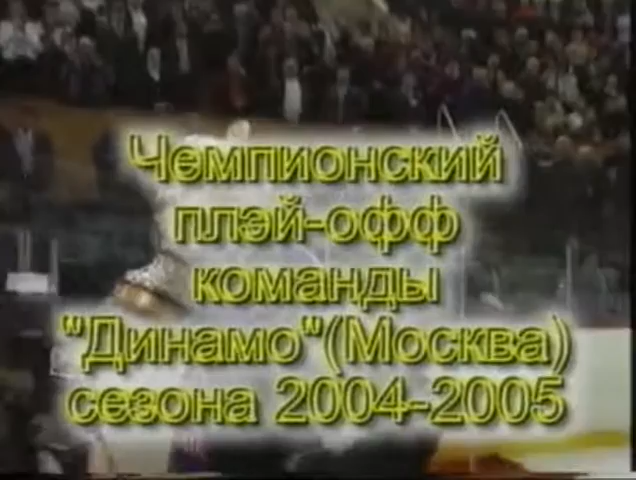 Чемпионский
плэй-офф
команды
"Динамо"(Москва)
сезона 2004-2005